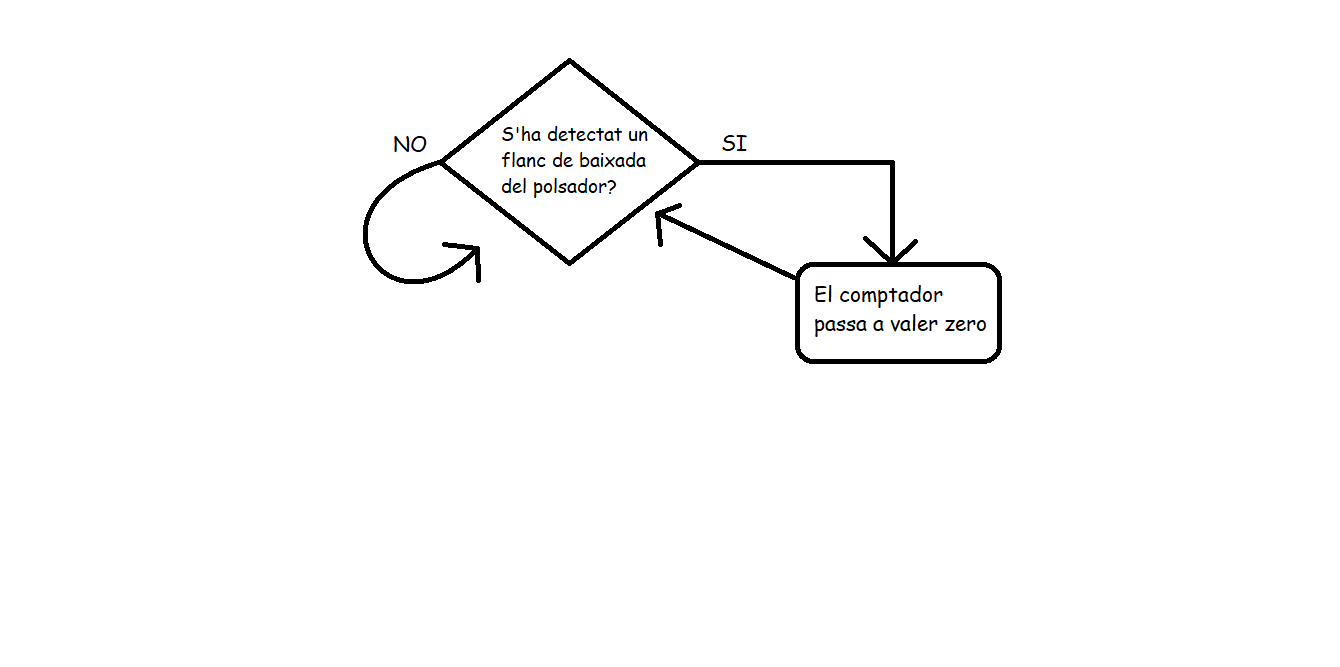 NO
S'ha detectat un
flanc de baixada
del polsador?
SI
El comptador
passa a valer zero